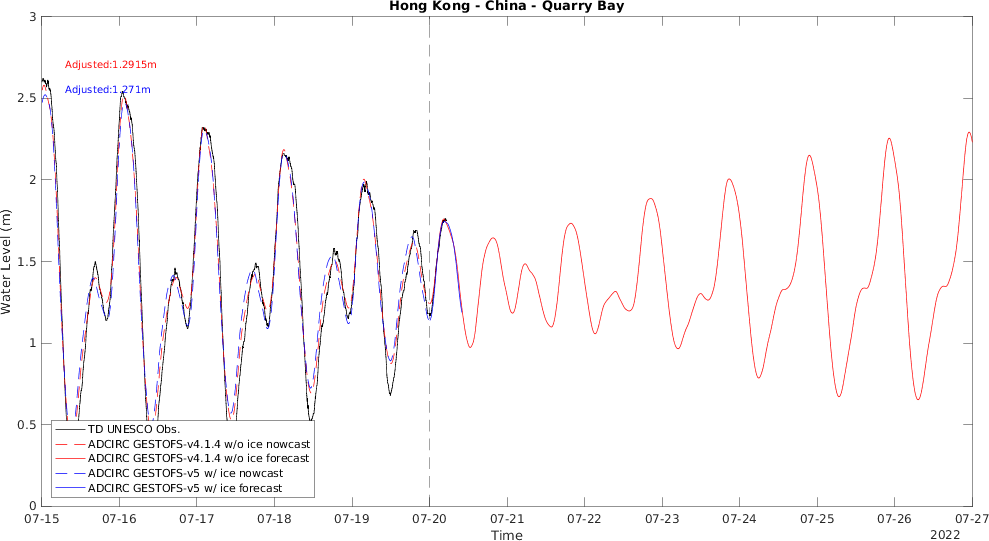 Hong Kong - China - Quarry Bay
3
Adjusted:1.2915m
Adjusted:1.271m
2.5
2
1.5
1
0.5
0
Water Level (m)
TD UNESCO Obs.
ADCIRC GESTOFS-v4.1.4 w/o ice nowcast
ADCIRC GESTOFS-v4.1.4 w/o ice forecast
ADCIRC GESTOFS-v5 w/ ice nowcast
ADCIRC GESTOFS-v5 w/ ice forecast
07-15 07-16 07-17 07-18 07-19 07-20 07-21 07-22 07-23 07-24 07-25 07-26 07-27
Time
2022